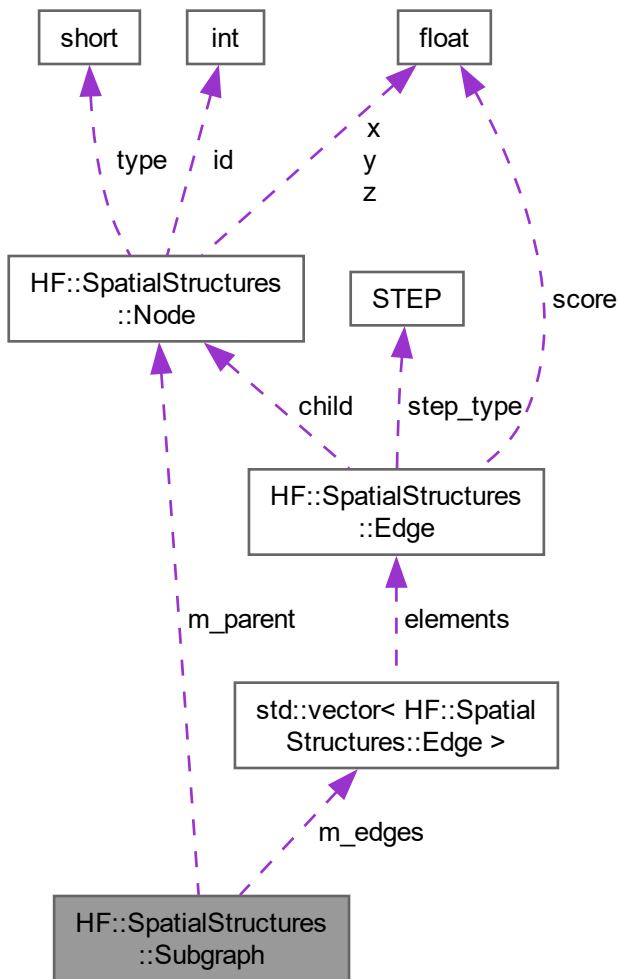 short
int
float
type
id
x
y
z
HF::SpatialStructures
::Node
STEP
score
child
step_type
HF::SpatialStructures
::Edge
m_parent
elements
std::vector< HF::Spatial
Structures::Edge >
m_edges
HF::SpatialStructures
::Subgraph